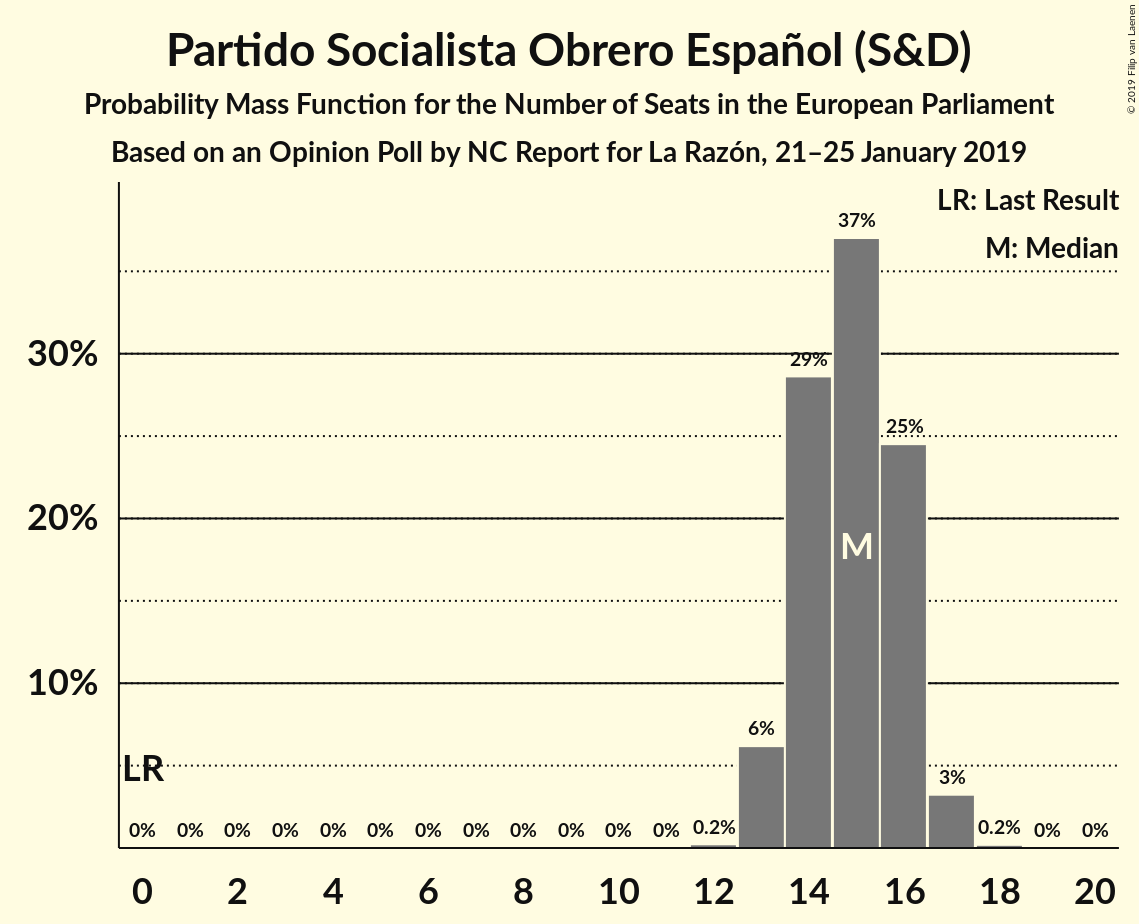 Partido Socialista Obrero Español (S&D)
Probability Mass Function for the Number of Seats in the European Parliament
Based on an Opinion Poll by NC Report for La Razón, 21–25 January 2019
© 2019 Filip van Laenen
LR: Last Result
M: Median
37%
30%
29%
25%
20%
M
10%
6%
LR
3%
0% 0% 0% 0% 0% 0% 0% 0% 0% 0% 0% 0% 0.2% 0.2% 0% 0%
0 2 4 6 8 10 12 14 16 18 20